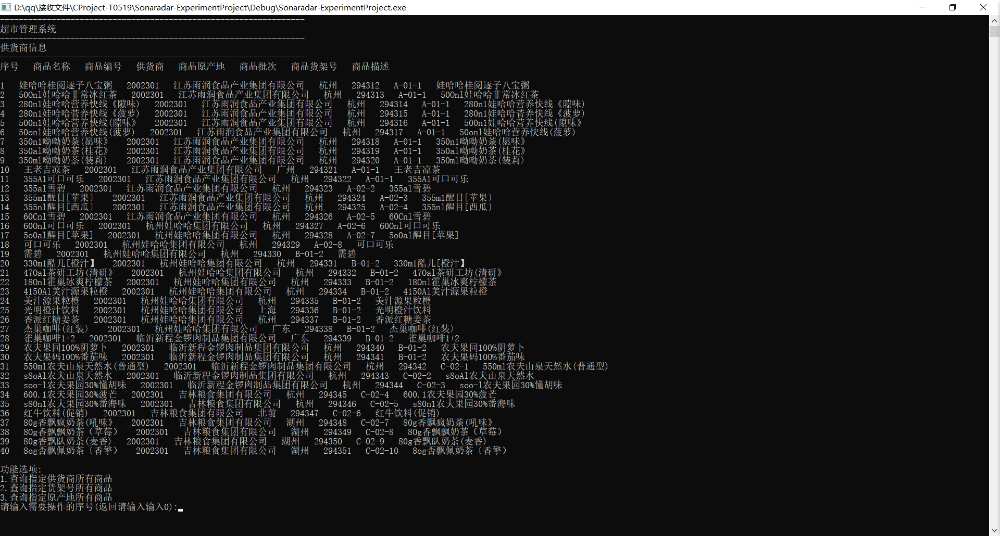 D:\qq\接收文件\CProject-T0519\Sonaradar-ExperimentProject\Debug\Sonaradar-ExperimentProject.exe
-----------------------------------------------------------------
超市管理系统
-----------------------------------------------------------------
供货商信息
-----------------------------------------------------------------
序号   商品名称   商品编号   供货商   商品原产地   商品批次   商品货架号   商品描述
1   娃哈哈桂阅逐子八宝粥   2002301   江苏雨润食品产业集团有限公司   杭州   294312   A-01-1   娃哈哈桂阅逐子八宝粥
2   500nl娃哈哈非常冰红茶   2002301   江苏雨润食品产业集团有限公司   杭州   294313   A-01-1   500nl娃哈哈非常冰红茶
3   280n1娃哈哈营养快线《隙味)   2002301   江苏雨润食品产业集团有限公司   杭州   294314   A-01-1   280n1娃哈哈营养快线《隙味)
4   280n1娃哈哈营养快线《菠萝)   2002301   江苏雨润食品产业集团有限公司   杭州   294315   A-01-1   280n1娃哈哈营养快线《菠萝)
5   500n1娃哈哈营养快线(隙味》   2002301   江苏雨润食品产业集团有限公司   杭州   294316   A-01-1   500n1娃哈哈营养快线(隙味》
6   50onl娃哈哈营养快线(菠萝)   2002301   江苏雨润食品产业集团有限公司   杭州   294317   A-01-1   50onl娃哈哈营养快线(菠萝)
7   350n1呦呦奶茶(愿味》   2002301   江苏雨润食品产业集团有限公司   杭州   294318   A-01-1   350n1呦呦奶茶(愿味》
8   350al呦呦奶茶(桂花》   2002301   江苏雨润食品产业集团有限公司   杭州   294319   A-01-1   350al呦呦奶茶(桂花》
9   350ml呦呦奶茶(装莉〉   2002301   江苏雨润食品产业集团有限公司   杭州   294320   A-01-1   350ml呦呦奶茶(装莉〉
10   王老吉凉茶   2002301   江苏雨润食品产业集团有限公司   广州   294321   A-01-1   王老吉凉茶
11   355A1可口可乐   2002301   江苏雨润食品产业集团有限公司   杭州   294322   A-01-1   355A1可口可乐
12   355al雪碧   2002301   江苏雨润食品产业集团有限公司   杭州   294323   A-02-2   355al雪碧
13   355m1醒目[苹果〕   2002301   江苏雨润食品产业集团有限公司   杭州   294324   A-02-3   355m1醒目[苹果〕
14   355nl醒目[西瓜〕   2002301   江苏雨润食品产业集团有限公司   杭州   294325   A-02-4   355nl醒目[西瓜〕
15   60Cnl雪碧   2002301   江苏雨润食品产业集团有限公司   杭州   294326   A-02-5   60Cnl雪碧
16   600nl可口可乐   2002301   杭州娃哈哈集团有限公司   杭州   294327   A-02-6   600nl可口可乐
17   5o0al醒目[苹果]   2002301   杭州娃哈哈集团有限公司   杭州   294328   A-02-7   5o0al醒目[苹果]
18   可口可乐   2002301   杭州娃哈哈集团有限公司   杭州   294329   A-02-8   可口可乐
19   需碧   2002301   杭州娃哈哈集团有限公司   杭州   294330   B-01-2   需碧
20   330m1酷儿[橙汁】   2002301   杭州娃哈哈集团有限公司   杭州   294331   B-01-2   330m1酷儿[橙汁】
21   470al茶研工坊(清研》   2002301   杭州娃哈哈集团有限公司   杭州   294332   B-01-2   470al茶研工坊(清研》
22   180nl霍巢冰爽柠檬茶   2002301   杭州娃哈哈集团有限公司   杭州   294333   B-01-2   180nl霍巢冰爽柠檬茶
23   4150Al美汁源果粒橙   2002301   杭州娃哈哈集团有限公司   杭州   294334   B-01-2   4150Al美汁源果粒橙
24   美汁源果粒橙   2002301   杭州娃哈哈集团有限公司   杭州   294335   B-01-2   美汁源果粒橙
25   光明橙汁饮料   2002301   杭州娃哈哈集团有限公司   上海   294336   B-01-2   光明橙汁饮料
26   香派红糖姜茶   2002301   杭州娃哈哈集团有限公司   杭州   294337   B-01-2   香派红糖姜茶
27   杰巢咖啡(红装〉   2002301   杭州娃哈哈集团有限公司   广东   294338   B-01-2   杰巢咖啡(红装〉
28   雀巢咖啡1+2   2002301   临沂新程金锣肉制品集团有限公司   广东   294339   B-01-2   雀巢咖啡1+2
29   农夫果同100%阴萝卜   2002301   临沂新程金锣肉制品集团有限公司   杭州   294340   B-01-2   农夫果同100%阴萝卜
30   农夫果码100%番茄味   2002301   临沂新程金锣肉制品集团有限公司   杭州   294341   B-01-2   农夫果码100%番茄味
31   550ml农夫山泉天然水(普通型)   2002301   临沂新程金锣肉制品集团有限公司   杭州   294342   C-02-1   550ml农夫山泉天然水(普通型)
32   s8oAl农夫山泉天然水   2002301   临沂新程金锣肉制品集团有限公司   杭州   294343   C-02-2   s8oAl农夫山泉天然水
33   soo-l农夫果园30%懂胡味   2002301   临沂新程金锣肉制品集团有限公司   杭州   294344   C-02-3   soo-l农夫果园30%懂胡味
34   600.1农夫果园30%菠芒   2002301   吉林粮食集团有限公司   杭州   294345   C-02-4   600.1农夫果园30%菠芒
35   s80n1农夫果园30%番海味   2002301   吉林粮食集团有限公司   杭州   294346   C-02-5   s80n1农夫果园30%番海味
36   红牛饮料(促销)   2002301   吉林粮食集团有限公司   北前   294347   C-02-6   红牛饮料(促销)
37   80g香飘疯奶茶(吼味》   2002301   吉林粮食集团有限公司   湖州   294348   C-02-7   80g香飘疯奶茶(吼味》
38   80g香飘飘奶茶（草莓）   2002301   吉林粮食集团有限公司   湖州   294349   C-02-8   80g香飘飘奶茶（草莓）
39   80g香飘队奶茶(麦香)   2002301   吉林粮食集团有限公司   湖州   294350   C-02-9   80g香飘队奶茶(麦香)
40   8og否飘佩奶茶〔香擎）   2002301   吉林粮食集团有限公司   湖州   294351   C-02-10   8og否飘佩奶茶〔香擎）
功能选项:
1.查询指定供货商所有商品
2.查询指定货架号所有商品
3.查询指定原产地所有商品
请输入需要操作的序号(返回请输入输入0):